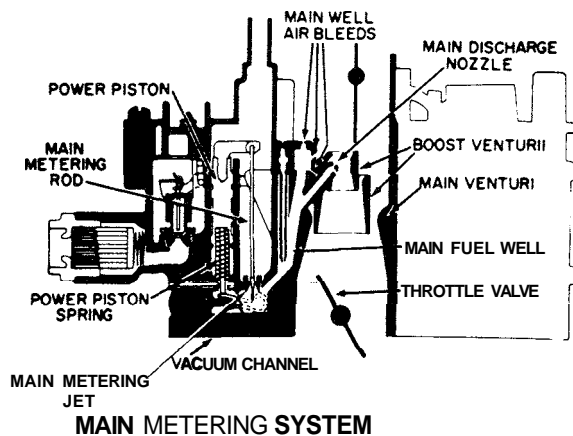 MAIN WELL
AIR BLEEDS
MAIN DISCHARGE
NOZZLE
POWER PISTON
MAIN
METERING
ROD
BOOST VENTURII
MAIN VENTURI
MAIN FUEL WELL
POWER PISTON
SPRING
THROTTLE VALVE
VACUUM CHANNEL
MAIN METERING
JET
MAIN METERING SYSTEM